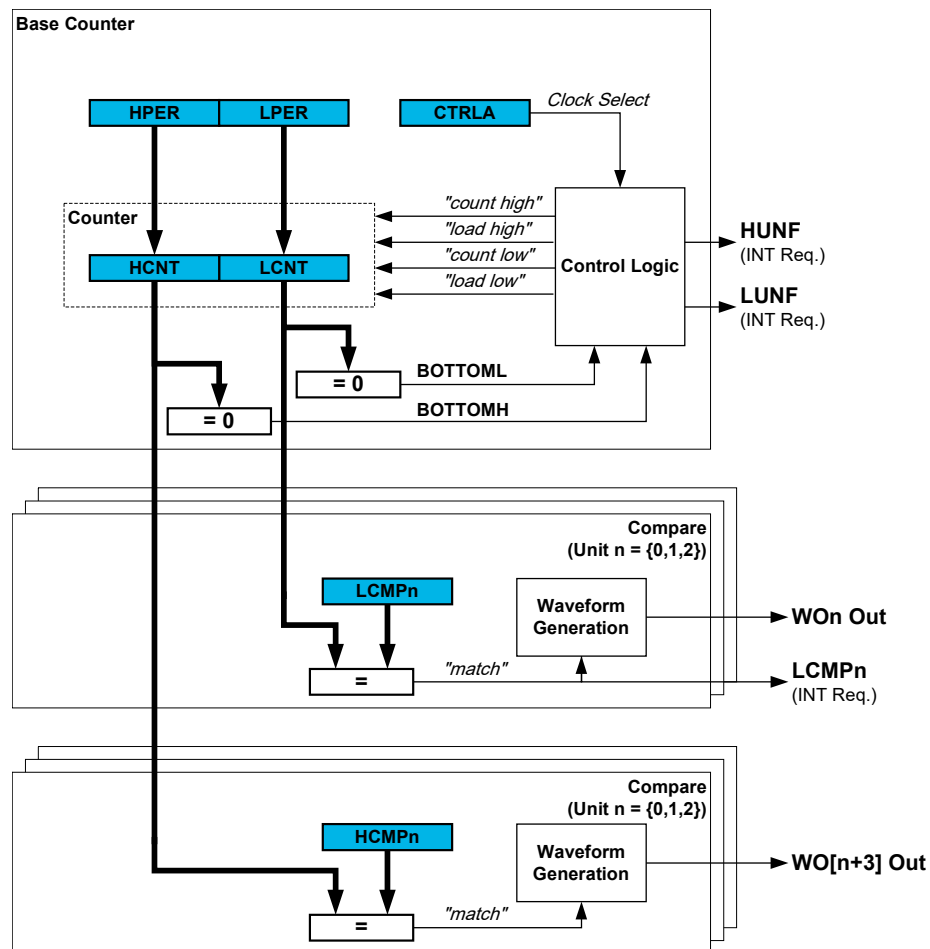 Base Counter
HPER
LPER
CTRLA
Clock Select
Counter
"count high"
"load high"
"count low"
"load low"
HCNT
LCNT
Control Logic
HUNF
(INT Req.)
LUNF
(INT Req.)
= 0
BOTTOML
= 0
BOTTOMH
Compare
(Unit n = {0,1,2})
LCMPn
Waveform
Generation
WOn Out
=
"match"
LCMPn
(INT Req.)
Compare
(Unit n = {0,1,2})
HCMPn
Waveform
Generation
WO[n+3] Out
=
"match"